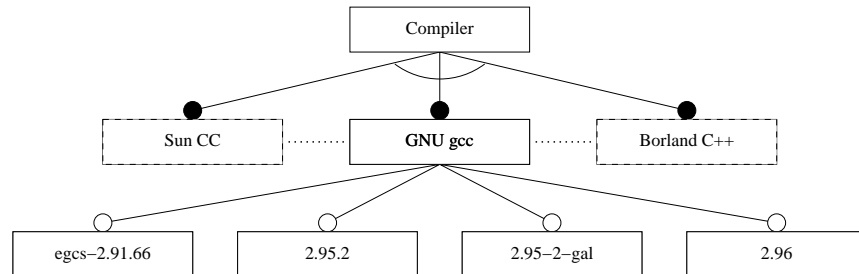 Compiler
Sun CC
GNU gcc
Borland C++
egcs−2.91.66
2.95.2
2.95−2−gal
2.96